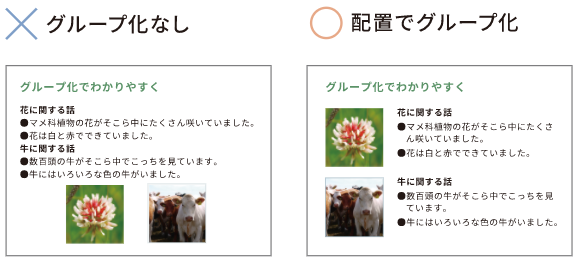 グループ化なし
グループ化でわかりやすく
花に関する話
●マメ科植物の花がそこら中にたくさん咲いていました。
●花は白と赤でできていました。
牛に関する話
●数百頭の牛がそこら中でこっちを見ています。
●牛にはいろいろな色の牛がいました。
配置でグループ化
グループ化でわかりやすく
花に関する話
●マメ科植物の花がそこら中にたくさ
ん咲いていました。
●花は白と赤でできていました。
牛に関する話
●数百頭の牛がそこら中でこっちを見
ています。
●牛にはいろいろな色の牛がいました。